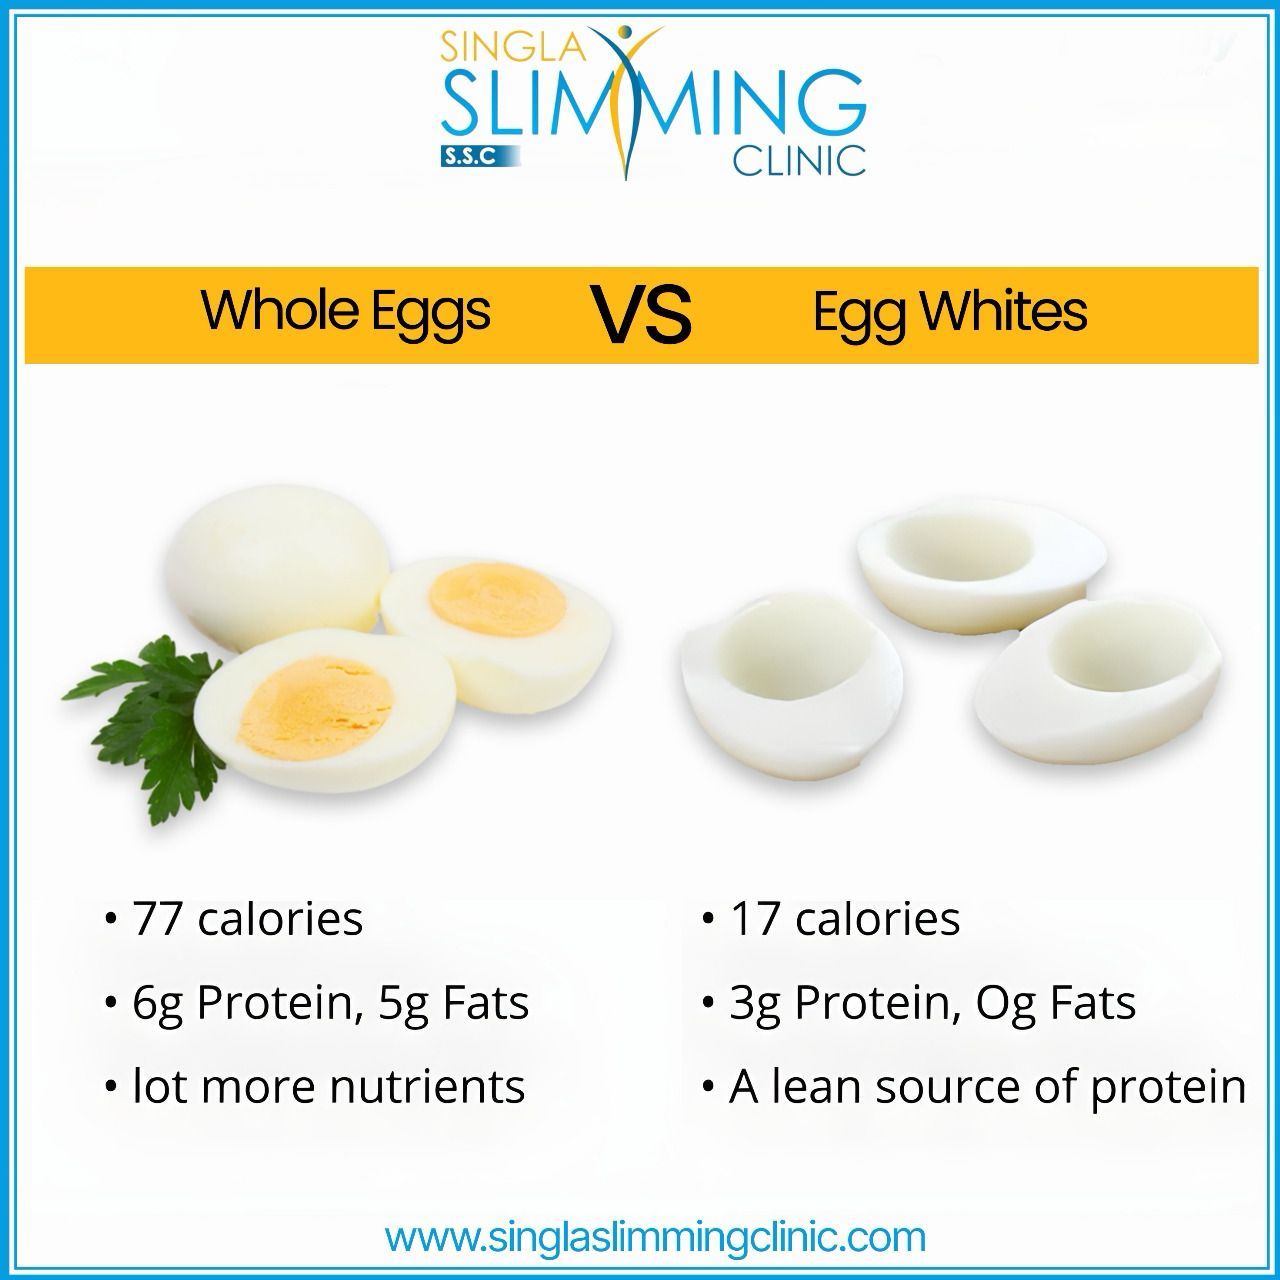 SINGLA
SLIMMING
S.S.C
CLINIC
Whole Eggs VS Egg Whites
• 77 calories
• 6g Protein, 5g Fats
• lot more nutrients
• 17 calories
• 3g Protein, Og Fats
• A lean source of protein
www.singlaslimmingclinic.com